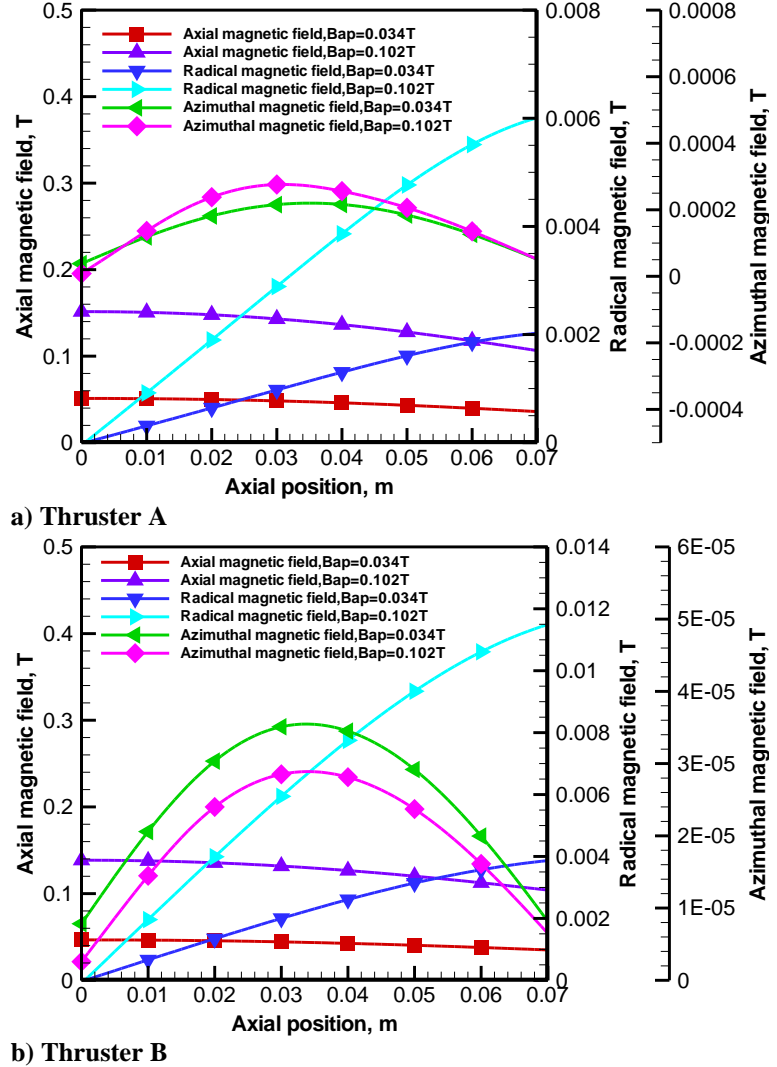 0.5
0.4
0.3
0.2
0.1
0
Axial magnetic field, T
Axial magnetic field,Bap=0.034T
Axial magnetic field,Bap=0.102T
Radical magnetic field,Bap=0.034T
Radical magnetic field,Bap=0.102T
Azimuthal magnetic field,Bap=0.034T
Azimuthal magnetic field,Bap=0.102T
0 0.01 0.02 0.03 0.04 0.05 0.06 0.07
Axial position, m
0.008
0.006
0.004
0.002
0
Radical magnetic field, T
0.0008
0.0006
0.0004
0.0002
0
-0.0002
-0.0004
Azimuthal magnetic field, T
a) Thruster A
0.5
0.4
0.3
0.2
0.1
0
Axial magnetic field, T
Axial magnetic field,Bap=0.034T
Axial magnetic field,Bap=0.102T
Radical magnetic field,Bap=0.034T
Radical magnetic field,Bap=0.102T
Azimuthal magnetic field,Bap=0.034T
Azimuthal magnetic field,Bap=0.102T
0 0.01 0.02 0.03 0.04 0.05 0.06 0.07
Axial position, m
0.014
0.012
0.01
0.008
0.006
0.004
0.002
0
Radical magnetic field, T
6E-05
5E-05
4E-05
3E-05
2E-05
1E-05
0
Azimuthal magnetic field, T
b) Thruster B